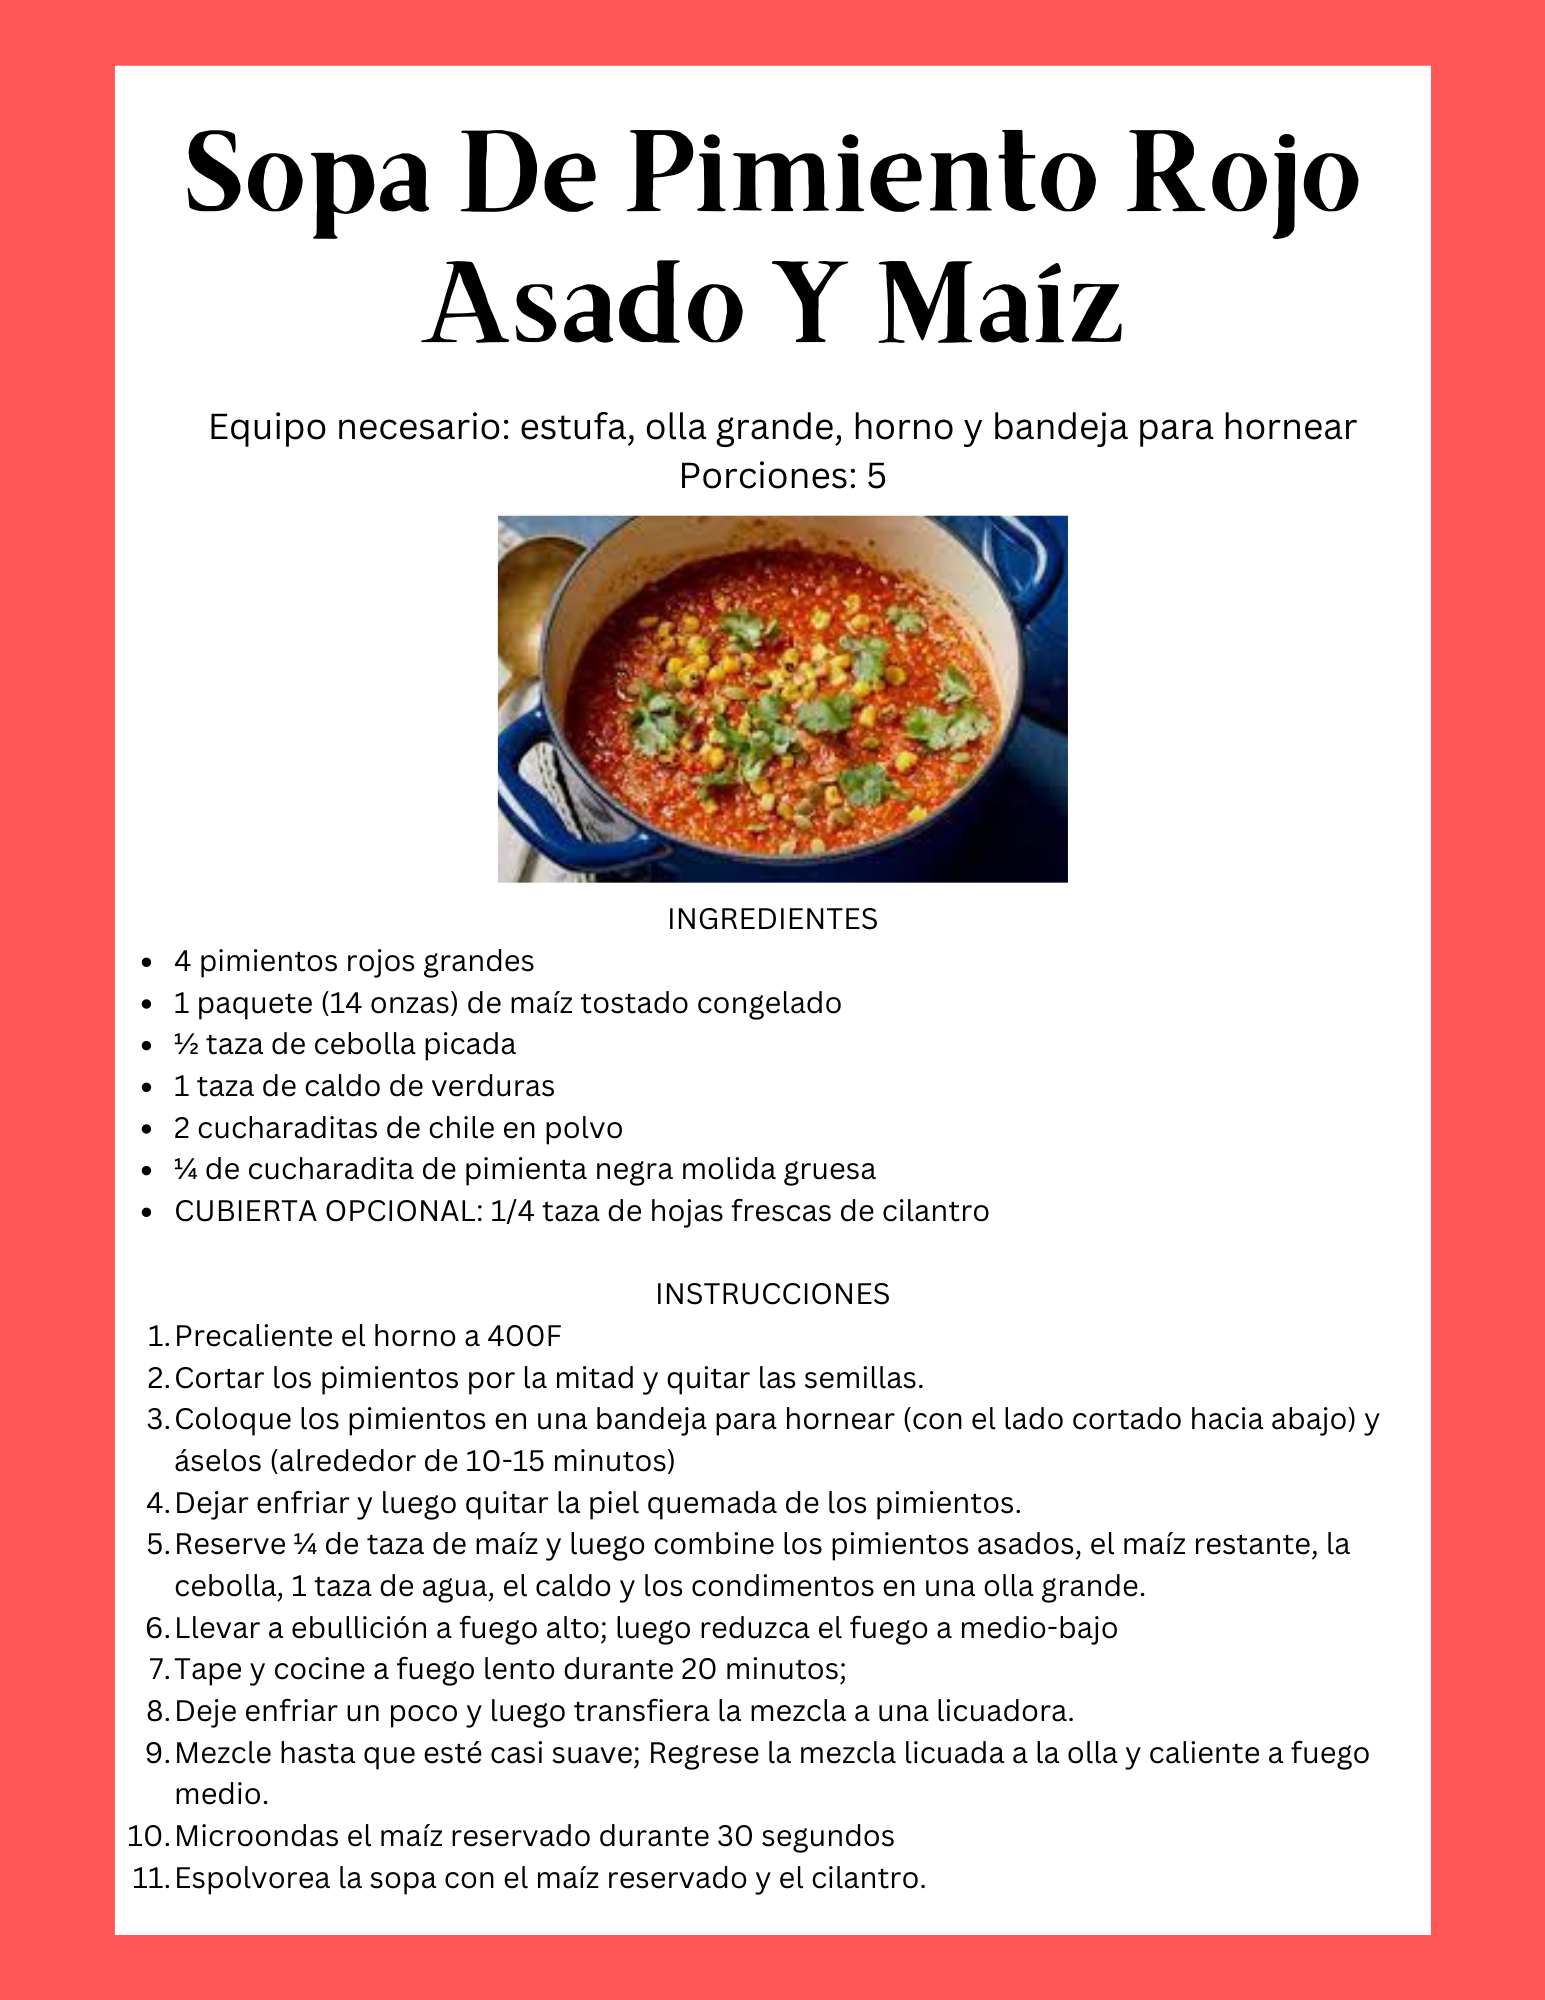 Sopa De Pimiento Rojo
Asado Y Maíz
Equipo necesario: estufa, olla grande, horno y bandeja para hornear
Porciones: 5
INGREDIENTES
• 4 pimientos rojos grandes
• 1 paquete (14 onzas) de maíz tostado congelado
• ½ taza de cebolla picada
• 1 taza de caldo de verduras
• 2 cucharaditas de chile en polvo
• ¼ de cucharadita de pimienta negra molida gruesa
• CUBIERTA OPCIONAL: 1/4 taza de hojas frescas de cilantro
INSTRUCCIONES
1. Precaliente el horno a 400F
2. Cortar los pimientos por la mitad y quitar las semillas.
3. Coloque los pimientos en una bandeja para hornear (con el lado cortado hacia abajo) y
áselos (alrededor de 10-15 minutos)
4. Dejar enfriar y luego quitar la piel quemada de los pimientos.
5. Reserve ¼ de taza de maíz y luego combine los pimientos asados, el maíz restante, la
cebolla, 1 taza de agua, el caldo y los condimentos en una olla grande.
6. Llevar a ebullición a fuego alto; luego reduzca el fuego a medio-bajo
7. Tape y cocine a fuego lento durante 20 minutos;
8. Deje enfriar un poco y luego transfiera la mezcla a una licuadora.
9. Mezcle hasta que esté casi suave; Regrese la mezcla licuada a la olla y caliente a fuego
medio.
10. Microondas el maíz reservado durante 30 segundos
11. Espolvorea la sopa con el maíz reservado y el cilantro.